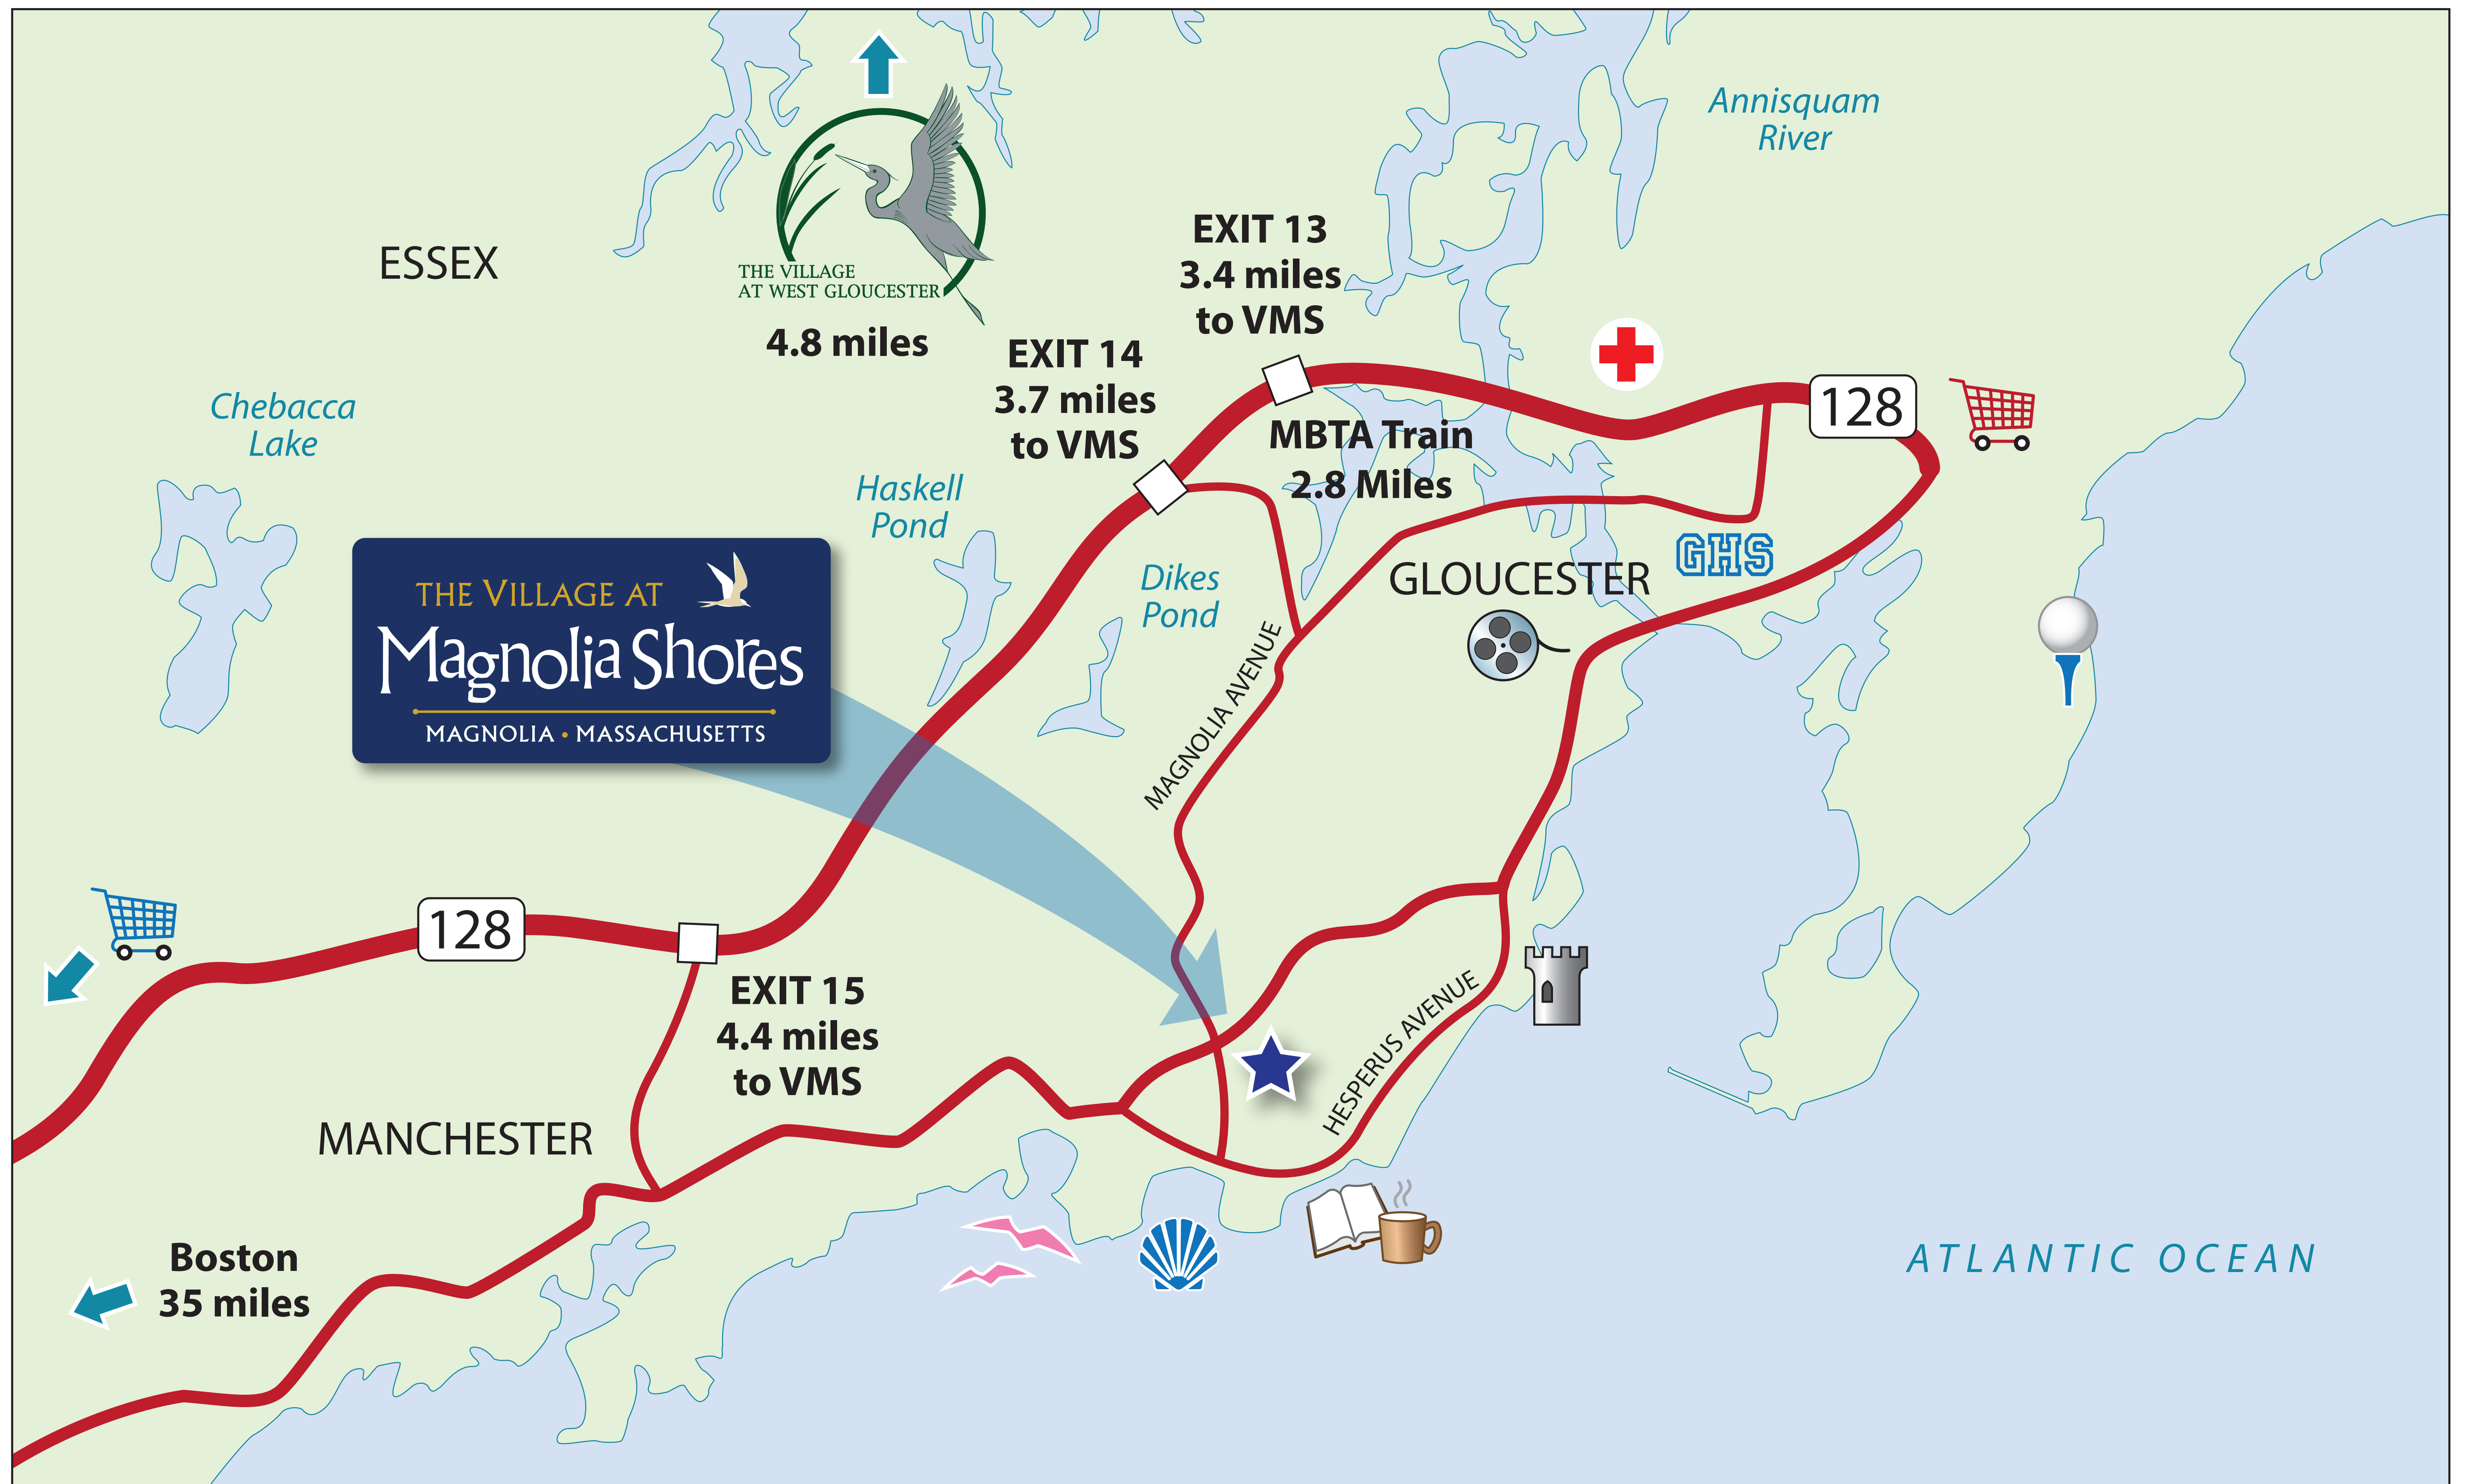 Annisquam
River
THE VILLAGE
AT WEST GLOUCESTER
4.8 miles
EXIT 13
3.4 miles
to VMS
ESSEX
EXIT 14
3.7 miles
to VMS
128
Chebacca
Lake
MBTA Train
2.8 Miles
Haskell
Pond
GHS
Dikes
Pond
GLOUCESTER
THE VILLAGE AT
Magnolia Shores
MAGNOLIA • MASSACHUSETTS
MAGNOLIA AVENUE
128
EXIT 15
4.4 miles
to VMS
HESPERUS AVENUE
MANCHESTER
Boston
35 miles
ATLANTIC OCEAN